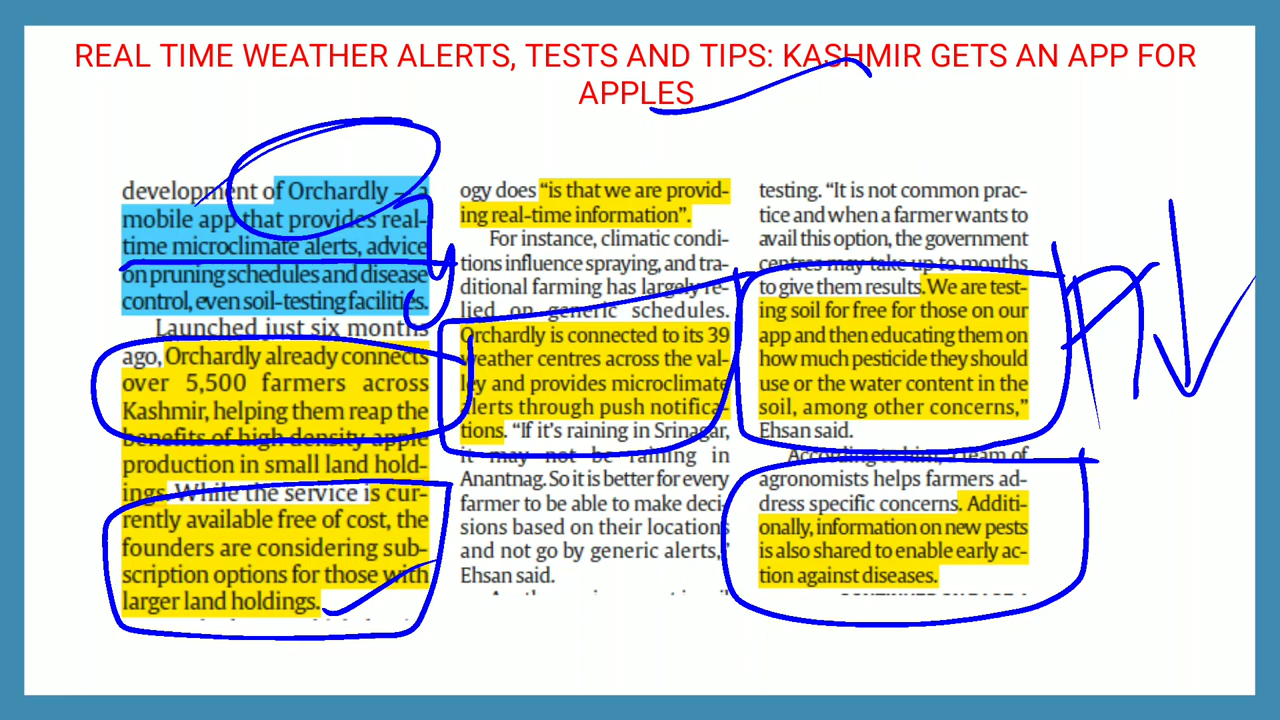 REAL TIME WEATHER ALERTS, TESTS AND TIPS: KASHMIR GETS AN APP FOR
APPLES
development of Orchardly — a
mobile app that provides real-
time microclimate alerts, advice
on pruning schedules and disease
control, even soil-testing facilities.
Launched just six months
ago, Orchardly already connects
over 5,500 farmers across
Kashmir, helping them reap the
benefits of high density apple
production in small land hold-
ings. While the service is cur-
rently available free of cost, the
founders are considering sub-
scription options for those with
larger land holdings.
ogy does “is that we are provid-
ing real-time information”.
For instance, climatic condi-
tions influence spraying, and tra-
ditional farming has largely re-
lied on generic schedules.
Orchardly is connected to its 39
weather centres across the val-
ley and provides microclimate
alerts through push notifica-
tions. “If it’s raining in Srinagar,
it may not be raining in
Anantnag. So it is better for every
farmer to be able to make deci-
sions based on their locations
and not go by generic alerts,”
Ehsan said.
testing. “It is not common prac-
tice and when a farmer wants to
avail this option, the government
centres may take up to months
to give them results. We are test-
ing soil for free for those on our
app and then educating them on
how much pesticide they should
use or the water content in the
soil, among other concerns,”
Ehsan said.
According to him, a team of
agronomists helps farmers ad-
dress specific concerns. Additi-
onally, information on new pests
is also shared to enable early ac-
tion against diseases.